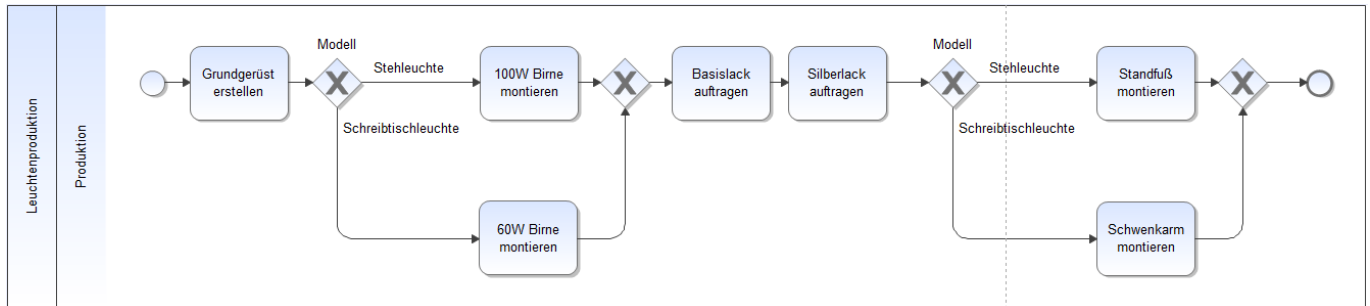 Leuchtenproduktion
Produktion
Grundgerüst
erstellen
Modell
Stehleuchte
Schreibtischleuchte
100W Birne
montieren
60W Birne
montieren
Basislack
auftragen
Silberlack
auftragen
Modell
Stehleuchte
Schreibtischleuchte
Standfuß
montieren
Schwenkarm
montieren